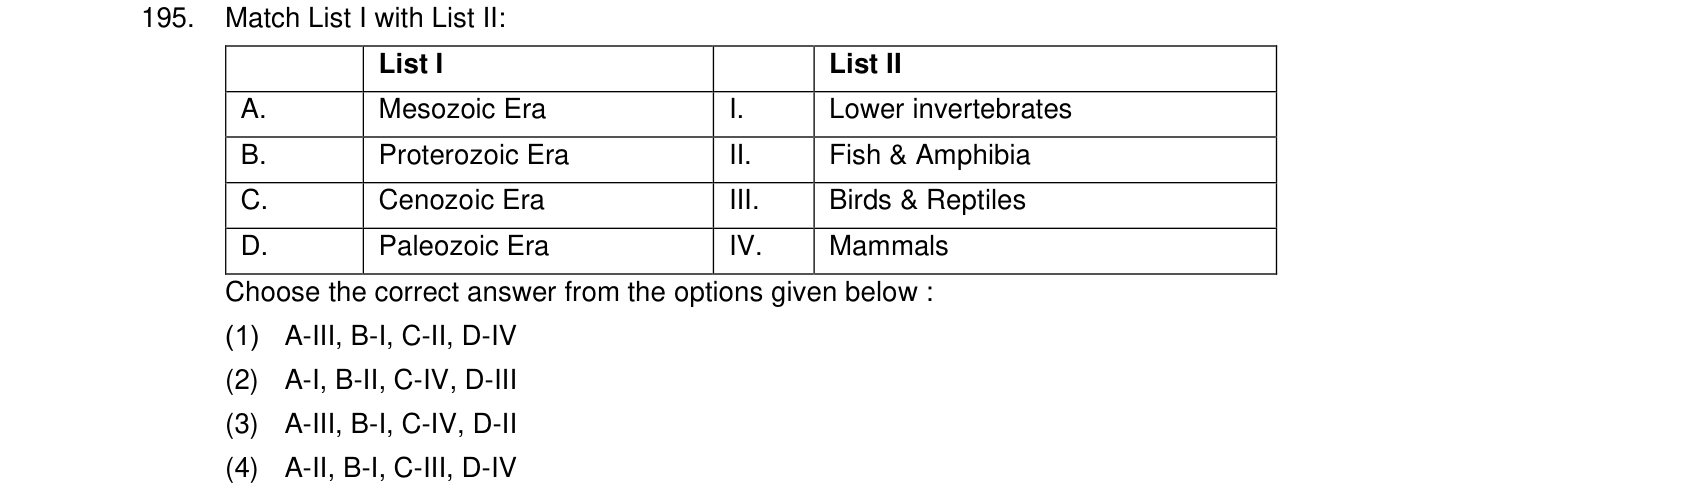 195. Match List I with List II:
List I List II
A. Mesozoic Era I. Lower invertebrates
B. Proterozoic Era II. Fish & Amphibia
C. Cenozoic Era III. Birds & Reptiles
D. Paleozoic Era IV. Mammals
Choose the correct answer from the options given below :
(1) A-III, B-I, C-II, D-IV
(2) A-I, B-II, C-IV, D-III
(3) A-III, B-I, C-IV, D-II
(4) A-II, B-I, C-III, D-IV